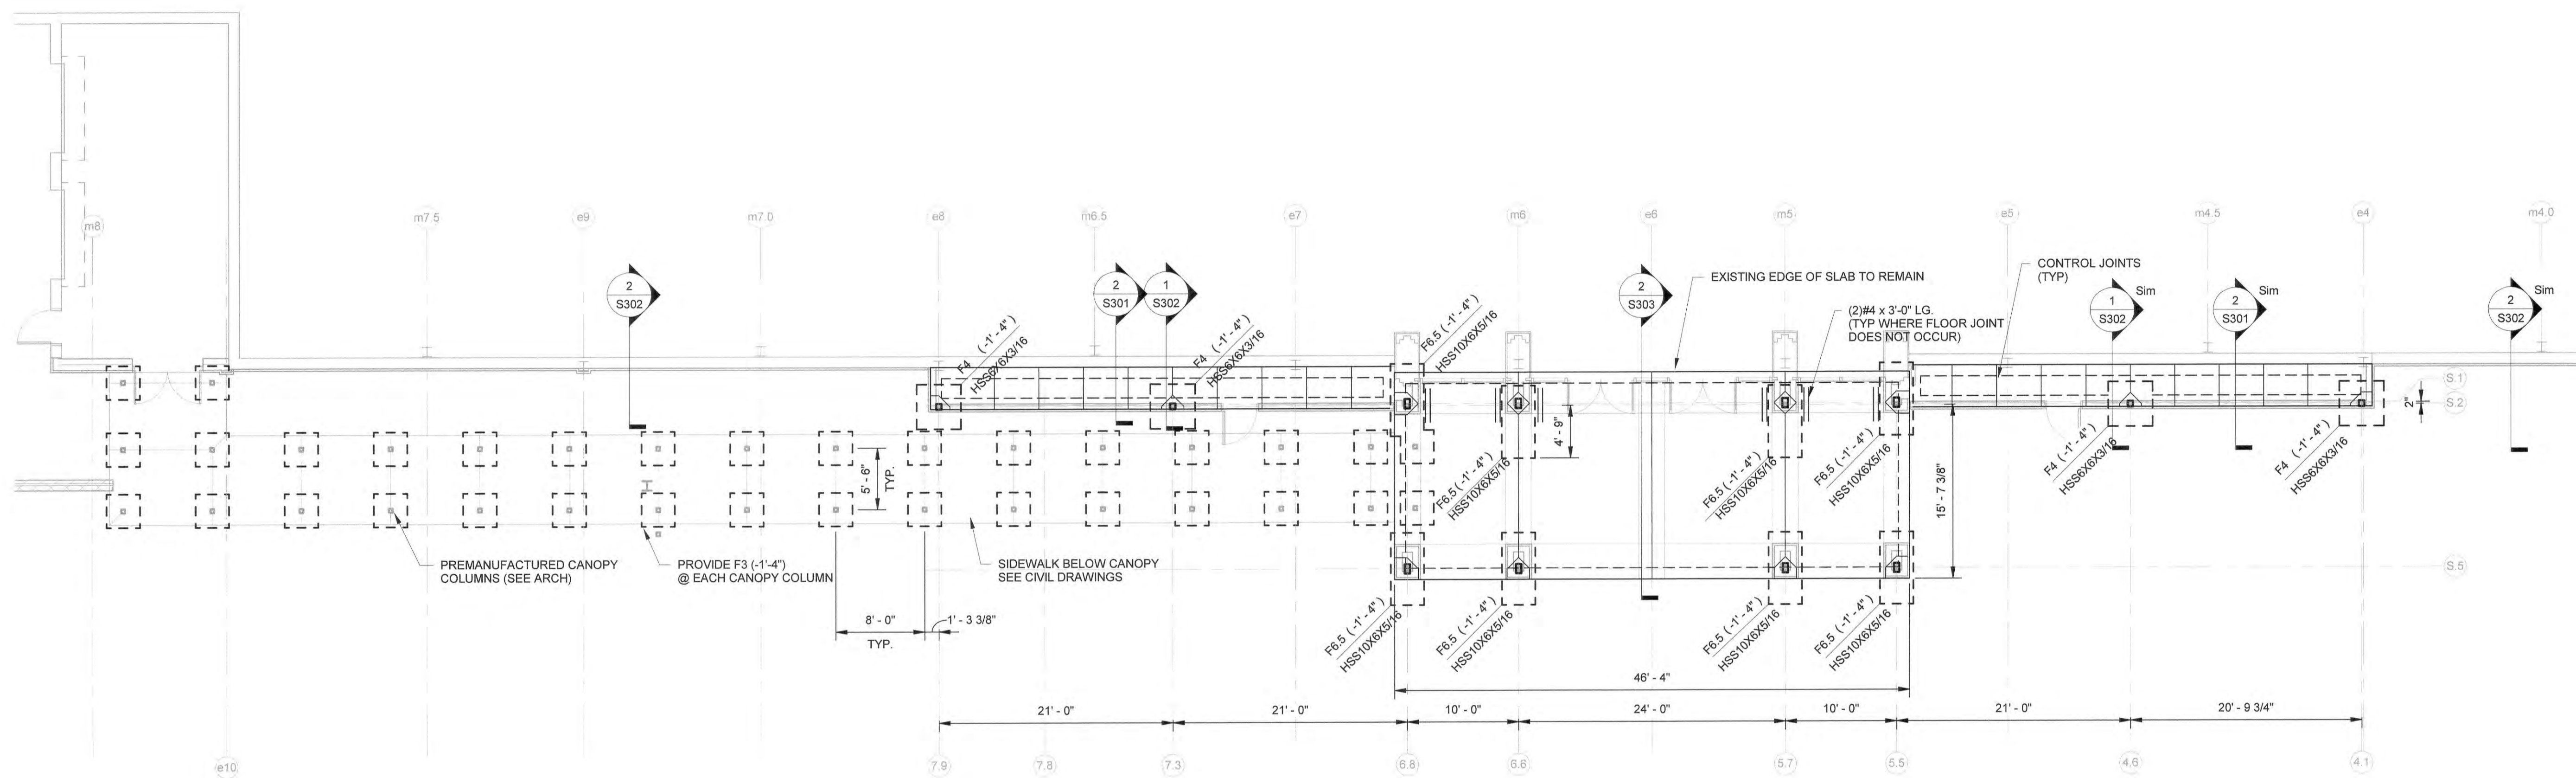 m8
m7.5
e9
m7.0
e8
m6.5
e7
m6
e6
m5
e5
m4.5
e4
m4.0
2
S302
2
S301
1
S302
2
S303
EXISTING EDGE OF SLAB TO REMAIN
CONTROL JOINTS
(TYP)
(2)#4 x 3'-0" LG.
(TYP WHERE FLOOR JOINT
DOES NOT OCCUR)
1
S302
Sim
2
S301
Sim
2
S302
Sim
F4 ( -1' - 4" )
HSS6X6X3/16
F4 ( -1' - 4" )
HSS6X6X3/16
F6.5 ( -1' - 4" )
HSS10X6X5/16
S.1
S.2
2"
4' - 9"
F6.5 ( -1' - 4" )
HSS10X6X5/16
F6.5 ( -1' - 4" )
HSS10X6X5/16
F6.5 ( -1' - 4" )
HSS10X6X5/16
F4 ( -1' - 4" )
HSS6X6X3/16
F4 ( -1' - 4" )
HSS6X6X3/16
5' - 6"
TYP.
15' - 7 3/8"
PREMANUFACTURED CANOPY
COLUMNS (SEE ARCH)
PROVIDE F3 (-1'-4")
@ EACH CANOPY COLUMN
SIDEWALK BELOW CANOPY
SEE CIVIL DRAWINGS
S.5
8' - 0"
TYP.
1' - 3 3/8"
F6.5 ( -1' - 4" )
HSS10X6X5/16
F6.5 ( -1' - 4" )
HSS10X6X5/16
F6.5 ( -1' - 4" )
HSS10X6X5/16
F6.5 ( -1' - 4" )
HSS10X6X5/16
46' - 4"
21' - 0"
21' - 0"
10' - 0"
24' - 0"
10' - 0"
21' - 0"
20' - 9 3/4"
e10
7.9
7.8
7.3
6.8
6.6
5.7
5.5
4.6
4.1